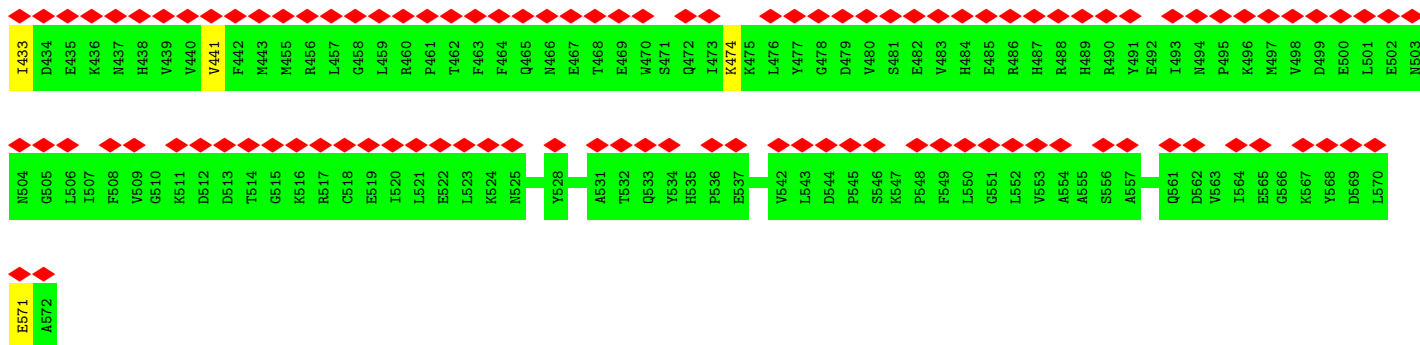 I433 D434 E435 K436 N437 H438 V439 V440 V441 F442 M443 M455 R456 L457 G458 L459 R460 P461 T462 F463 F464 Q465 N466 E467 T468 E469 W470 S471 Q472 I473 K474 K475 L476 Y477 G478 D479 V480 S481 E482 V483 H484 E485 R486 H487 R488 H489 R490 Y491 E492 I493 N494 P495 K496 M497 V498 D499 E500 L501 E502 N503
N504 G505 L506 I507 F508 V509 G510 K511 D512 D513 T514 G515 K516 R517 C518 E519 I520 L521 E522 L523 K524 N525 Y528 A531 T532 Q533 Y534 H535 P536 E537 V542 L543 D544 P545 S546 K547 P548 F549 L550 G551 L552 V553 A554 A555 S556 A557 Q561 D562 V563 I564 E565 G566 K567 Y568 D569 L570
E571 A572